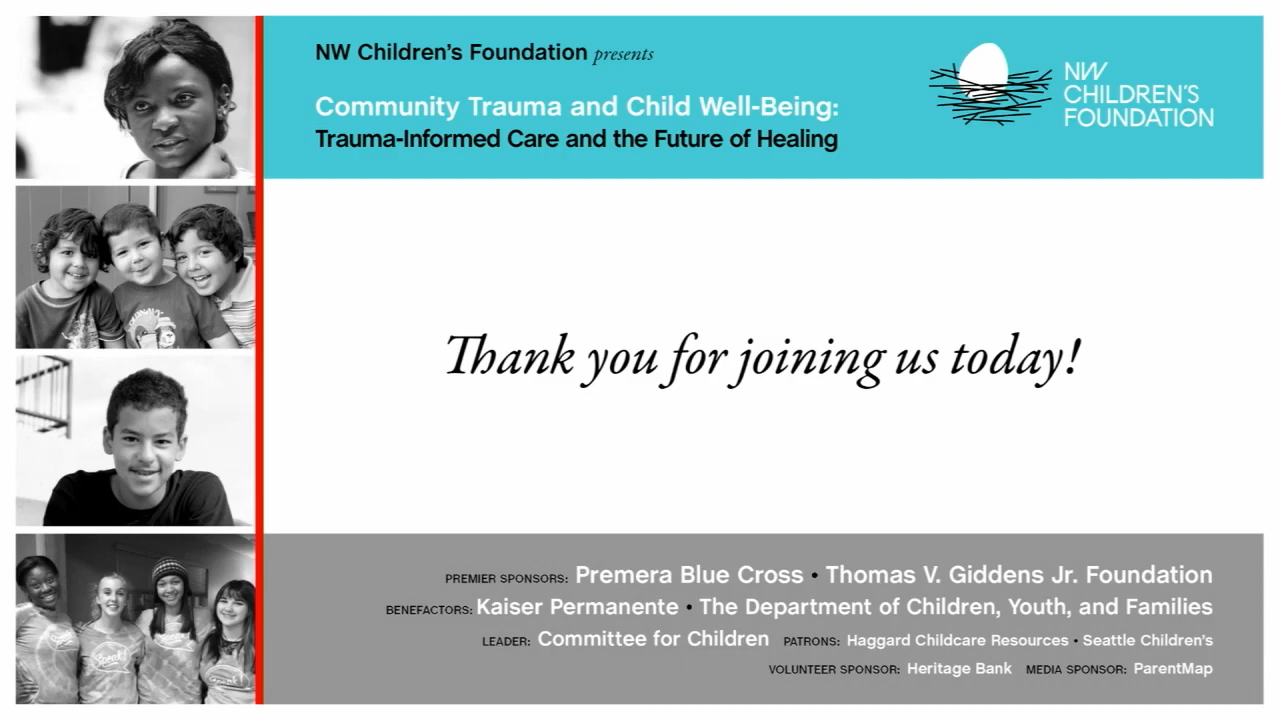 NW Children's Foundation presents
Community Trauma and Child Well-Being:
Trauma-Informed Care and the Future of Healing
NW
CHILDREN'S
FOUNDATION
Thank you for joining us today!
PREMIER SPONSORS: Premera Blue Cross • Thomas V. Giddens Jr. Foundation
BENEFACTORS: Kaiser Permanente • The Department of Children, Youth, and Families
LEADER: Committee for Children PATRONS: Haggard Childcare Resources • Seattle Children's
VOLUNTEER SPONSOR: Heritage Bank MEDIA SPONSOR: ParentMap
Speak!